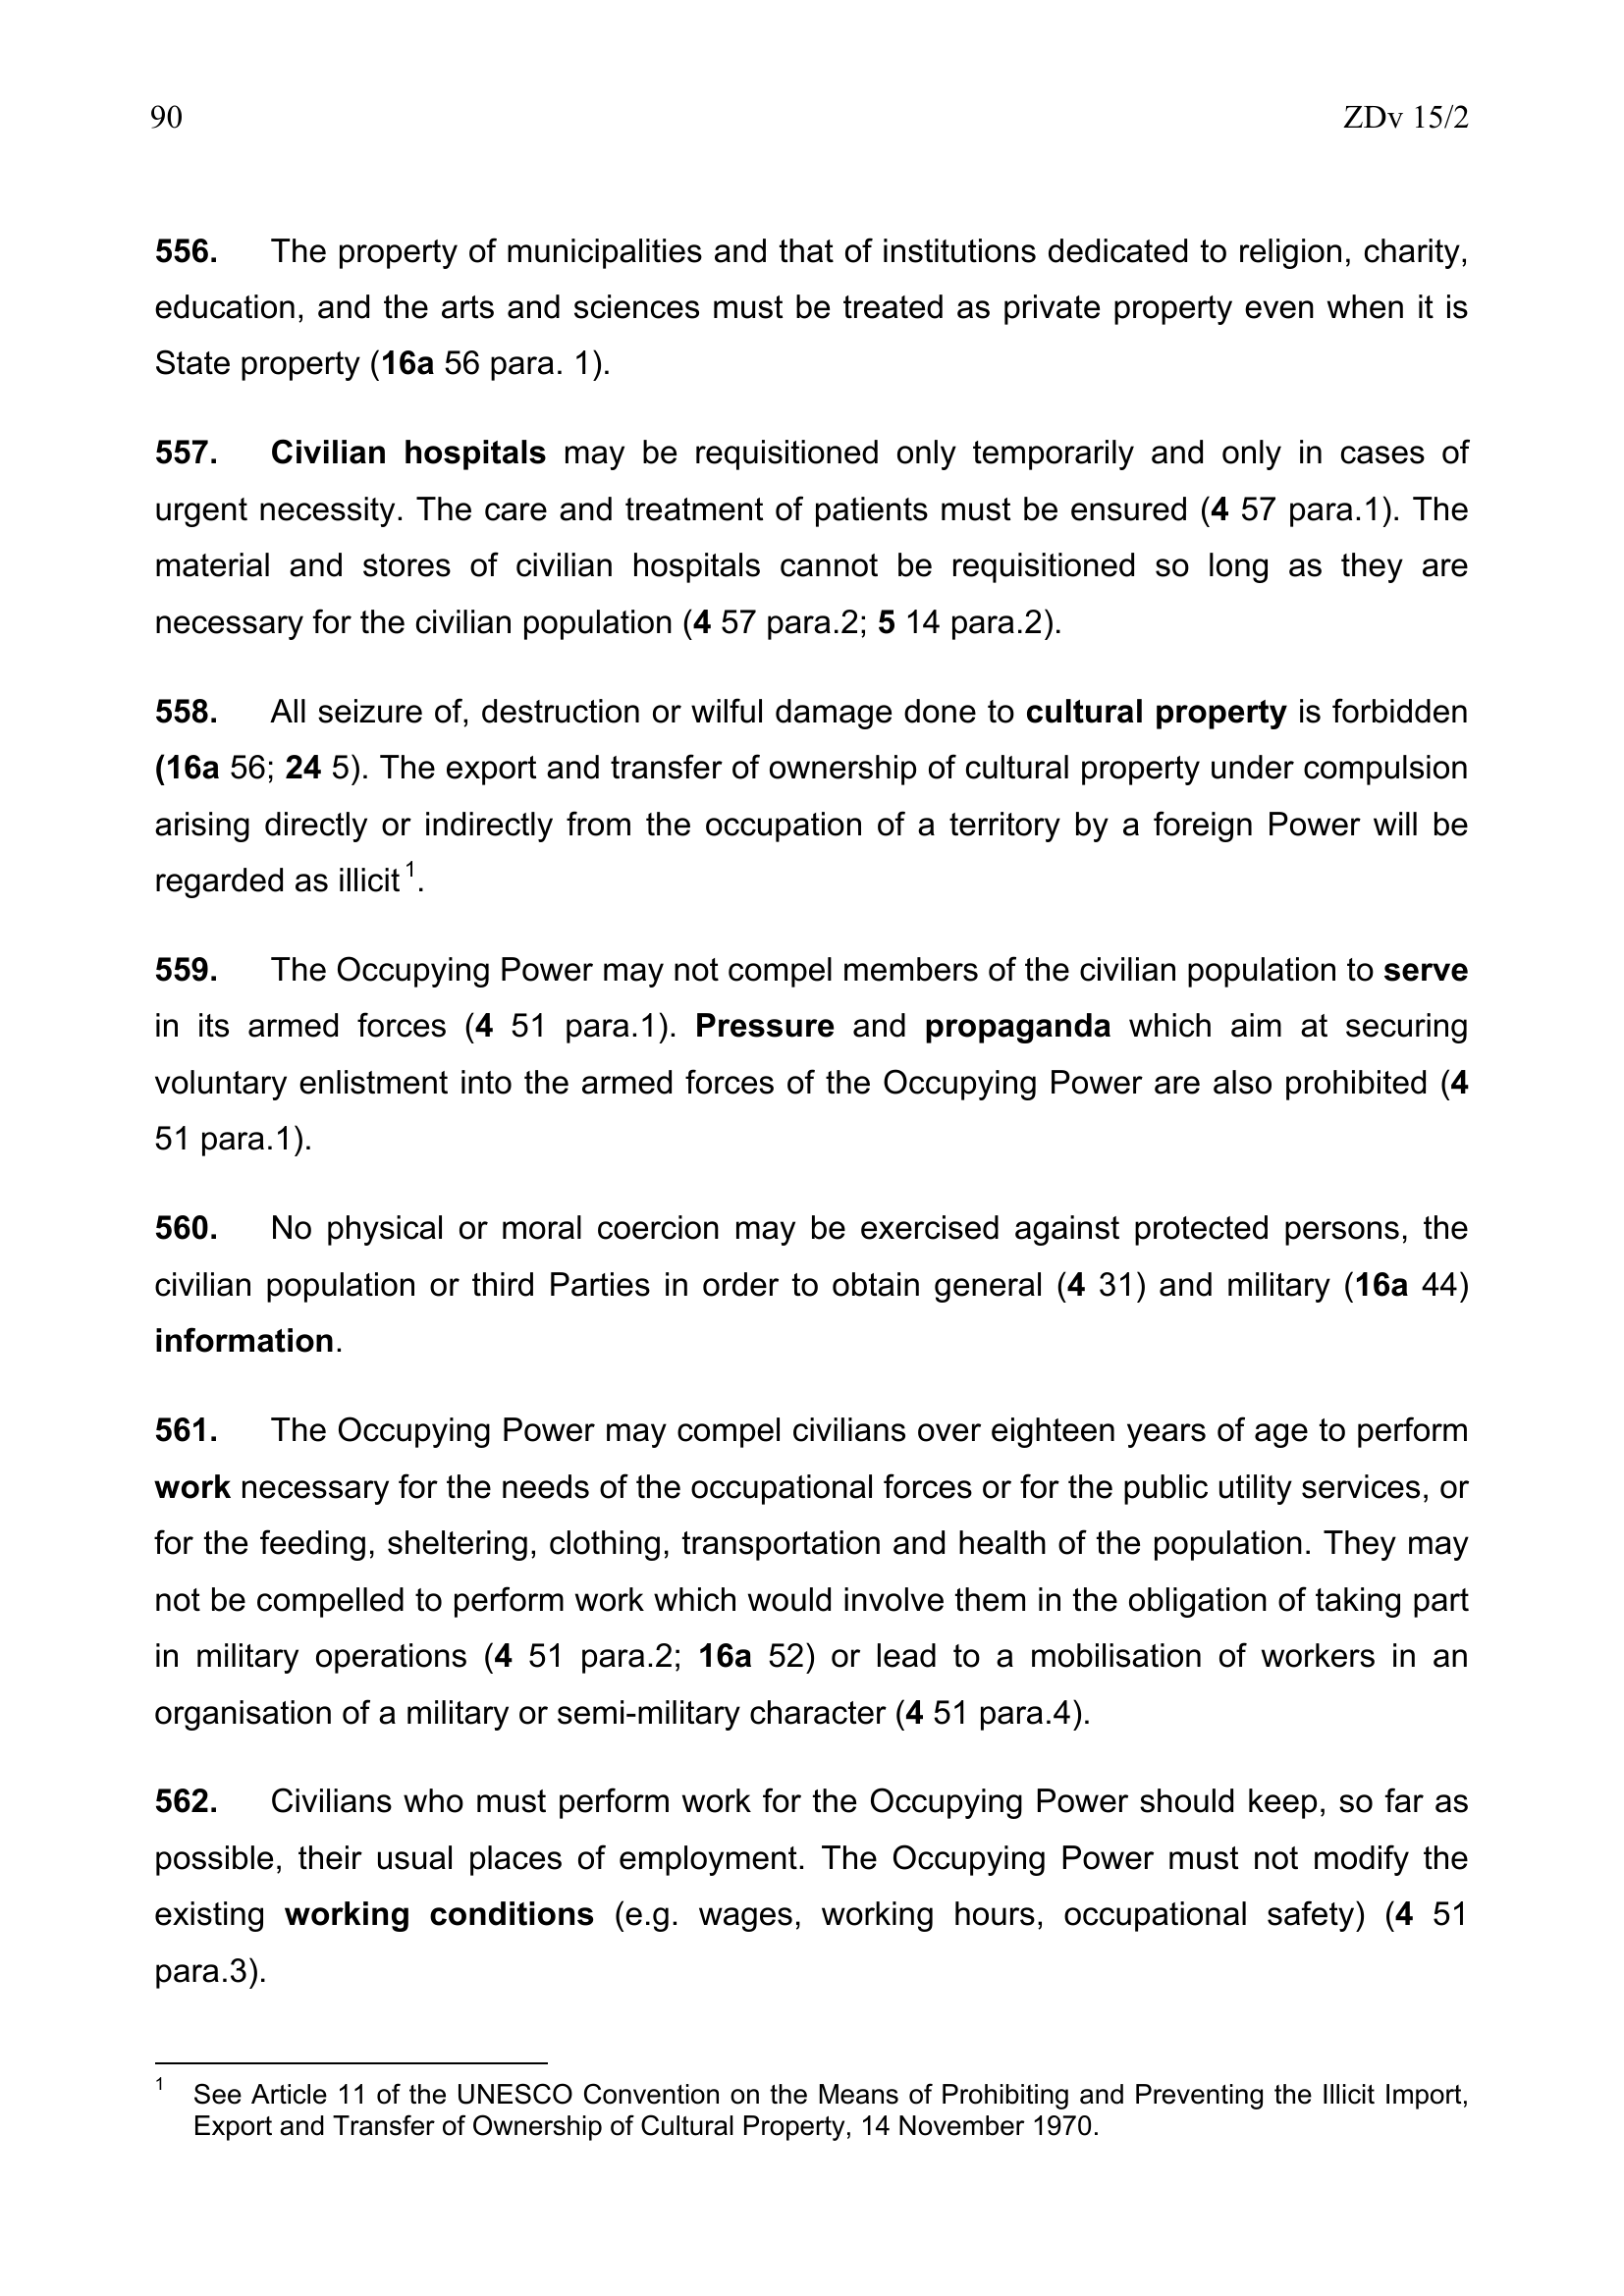 90 ZDv 15/2
556. The property of municipalities and that of institutions dedicated to religion, charity,
education, and the arts and sciences must be treated as private property even when it is
State property (16a 56 para. 1).
557. Civilian hospitals may be requisitioned only temporarily and only in cases of
urgent necessity. The care and treatment of patients must be ensured (4 57 para.1). The
material and stores of civilian hospitals cannot be requisitioned so long as they are
necessary for the civilian population (4 57 para.2; 5 14 para.2).
558. All seizure of, destruction or wilful damage done to cultural property is forbidden
(16a 56; 24 5). The export and transfer of ownership of cultural property under compulsion
arising directly or indirectly from the occupation of a territory by a foreign Power will be
regarded as illicit 1.
559. The Occupying Power may not compel members of the civilian population to serve
in its armed forces (4 51 para.1). Pressure and propaganda which aim at securing
voluntary enlistment into the armed forces of the Occupying Power are also prohibited (4
51 para.1).
560. No physical or moral coercion may be exercised against protected persons, the
civilian population or third Parties in order to obtain general (4 31) and military (16a 44)
information.
561. The Occupying Power may compel civilians over eighteen years of age to perform
work necessary for the needs of the occupational forces or for the public utility services, or
for the feeding, sheltering, clothing, transportation and health of the population. They may
not be compelled to perform work which would involve them in the obligation of taking part
in military operations (4 51 para.2; 16a 52) or lead to a mobilisation of workers in an
organisation of a military or semi-military character (4 51 para.4).
562. Civilians who must perform work for the Occupying Power should keep, so far as
possible, their usual places of employment. The Occupying Power must not modify the
existing working conditions (e.g. wages, working hours, occupational safety) (4 51
para.3).
1 See Article 11 of the UNESCO Convention on the Means of Prohibiting and Preventing the Illicit Import,
Export and Transfer of Ownership of Cultural Property, 14 November 1970.